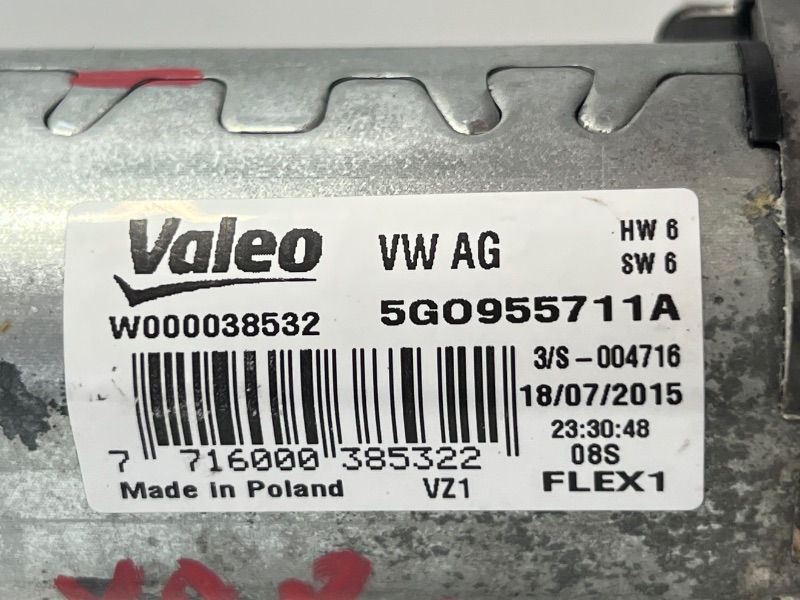 Valeo VW AG HW 6
SW 6
W000038532 5G0955711A
3/S-004716
18/07/2015
23:30:48
7 716000 385322 08S
Made in Poland VZ1 FLEX1